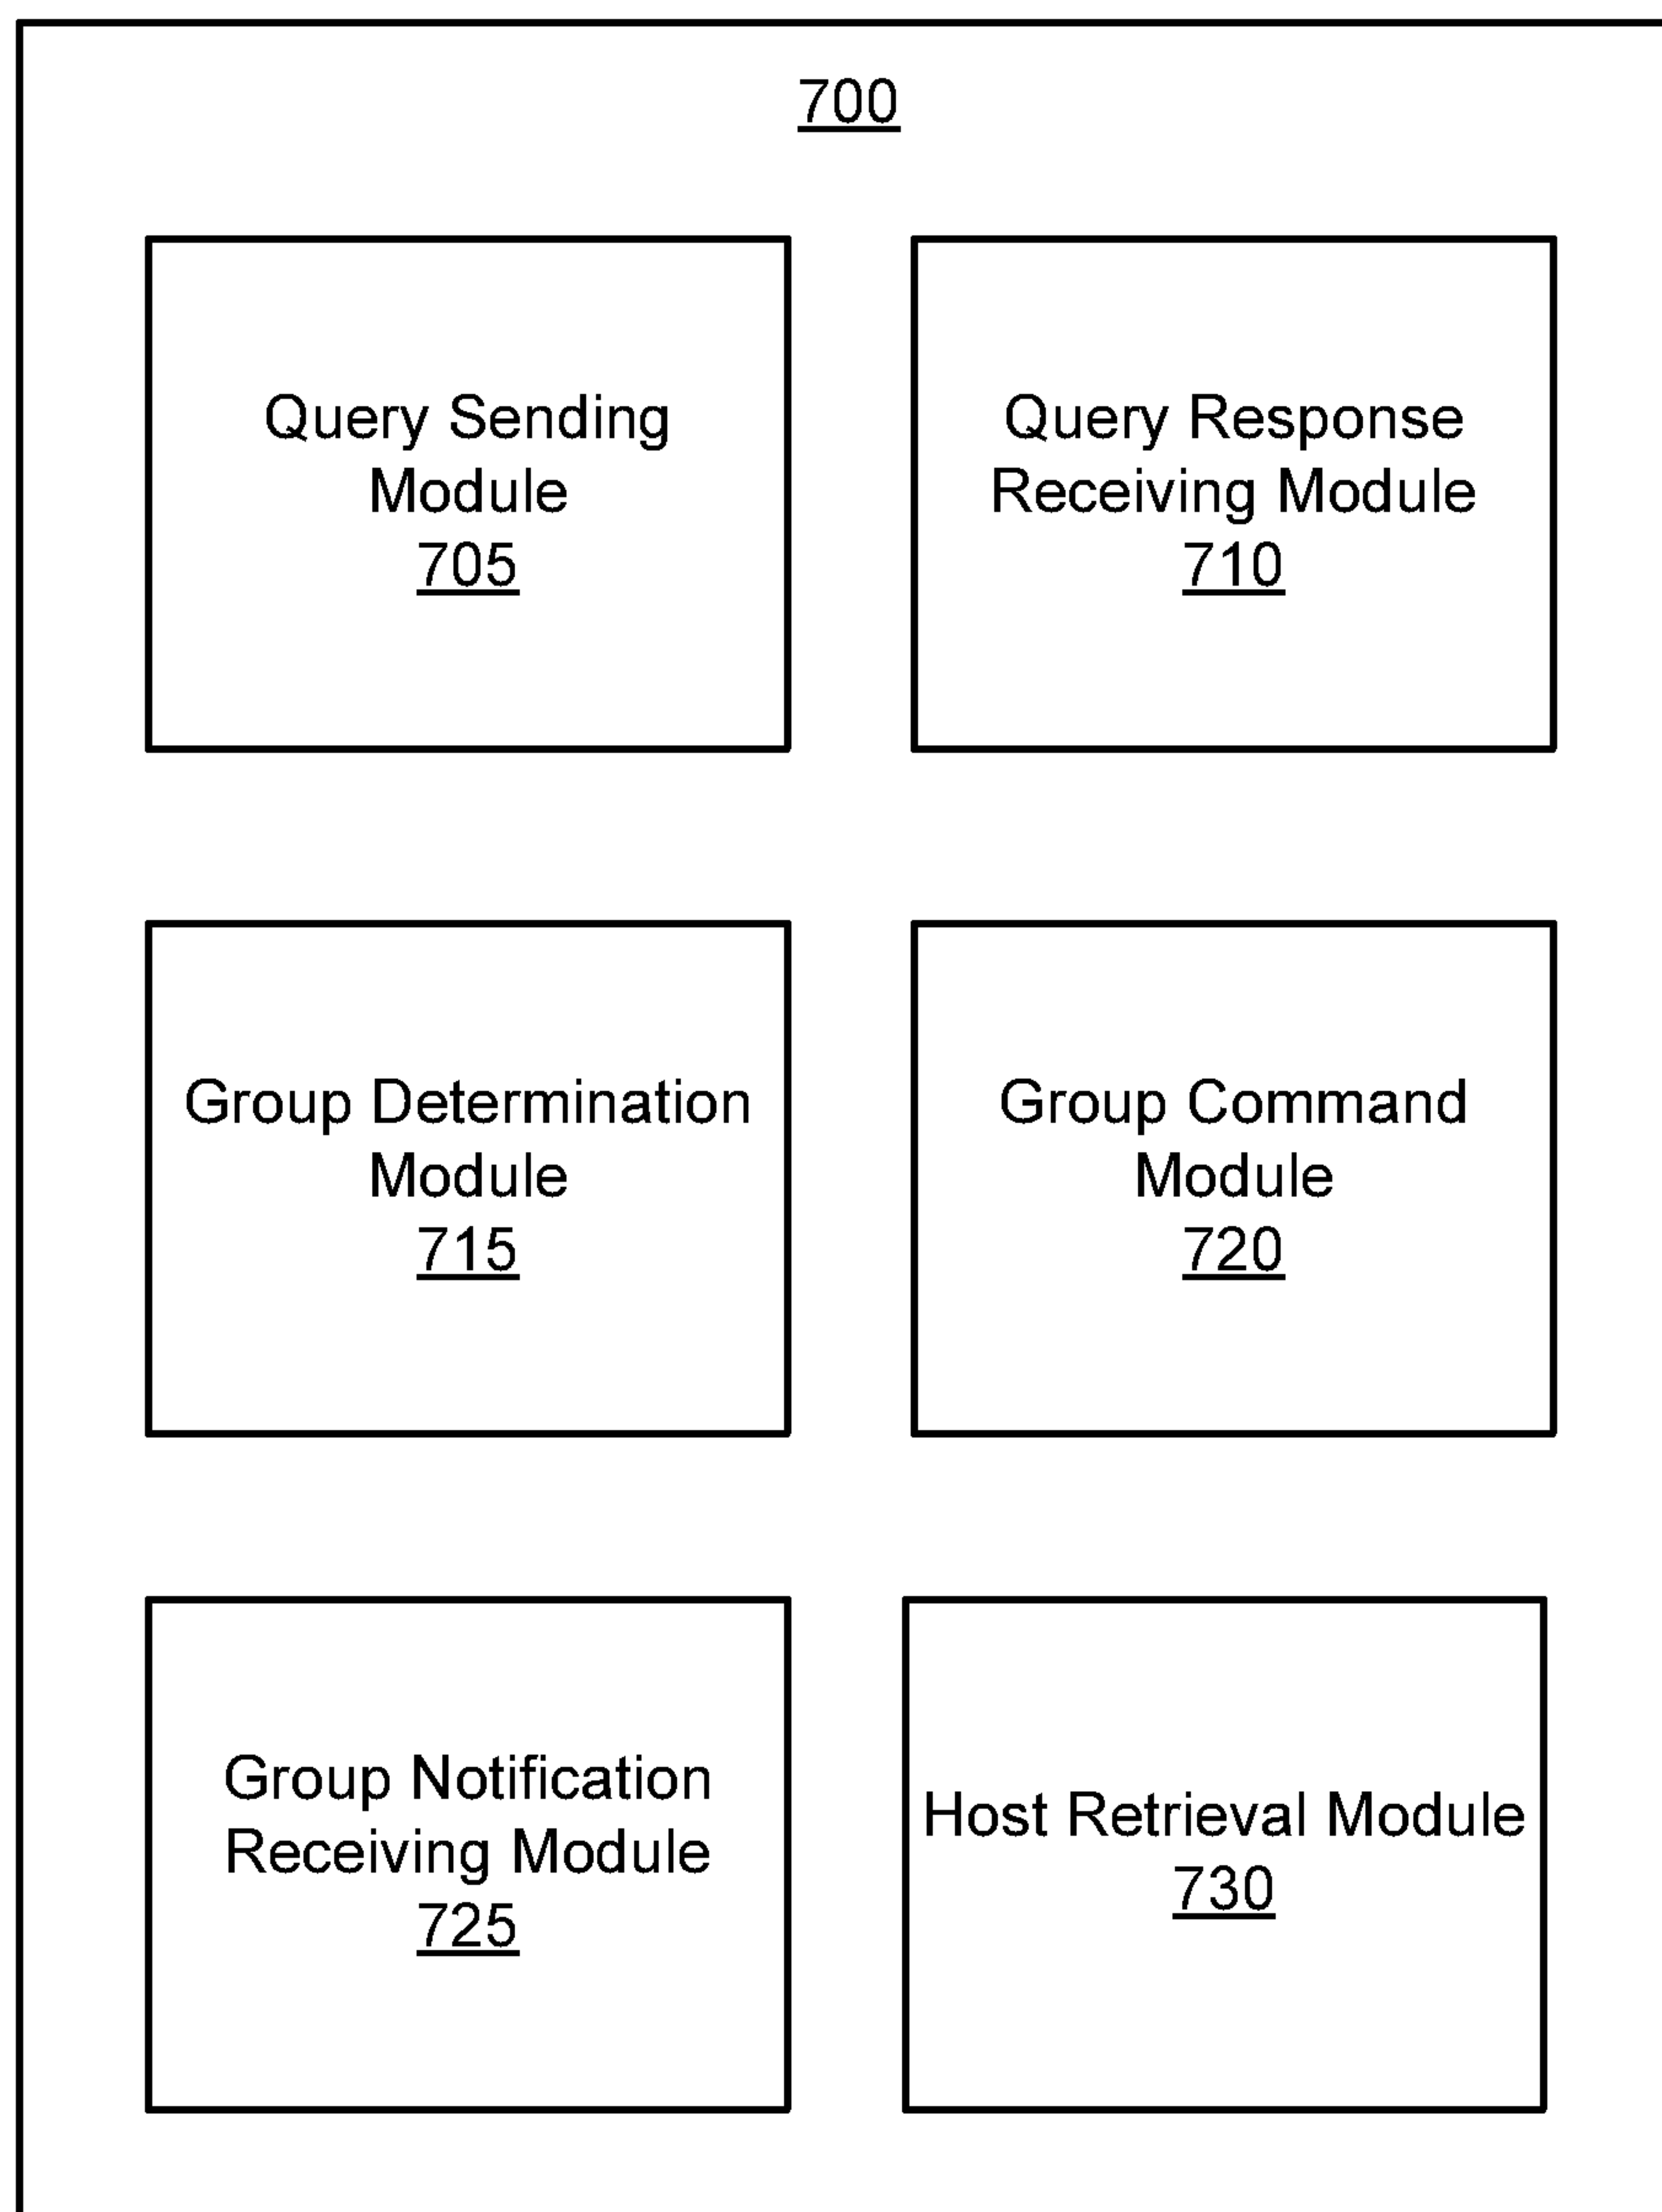 700
Query Sending
Module
705
Query Response
Receiving Module
710
Group Determination
Module
715
Group Command
Module
720
Group Notification
Receiving Module
725
Host Retrieval Module
730